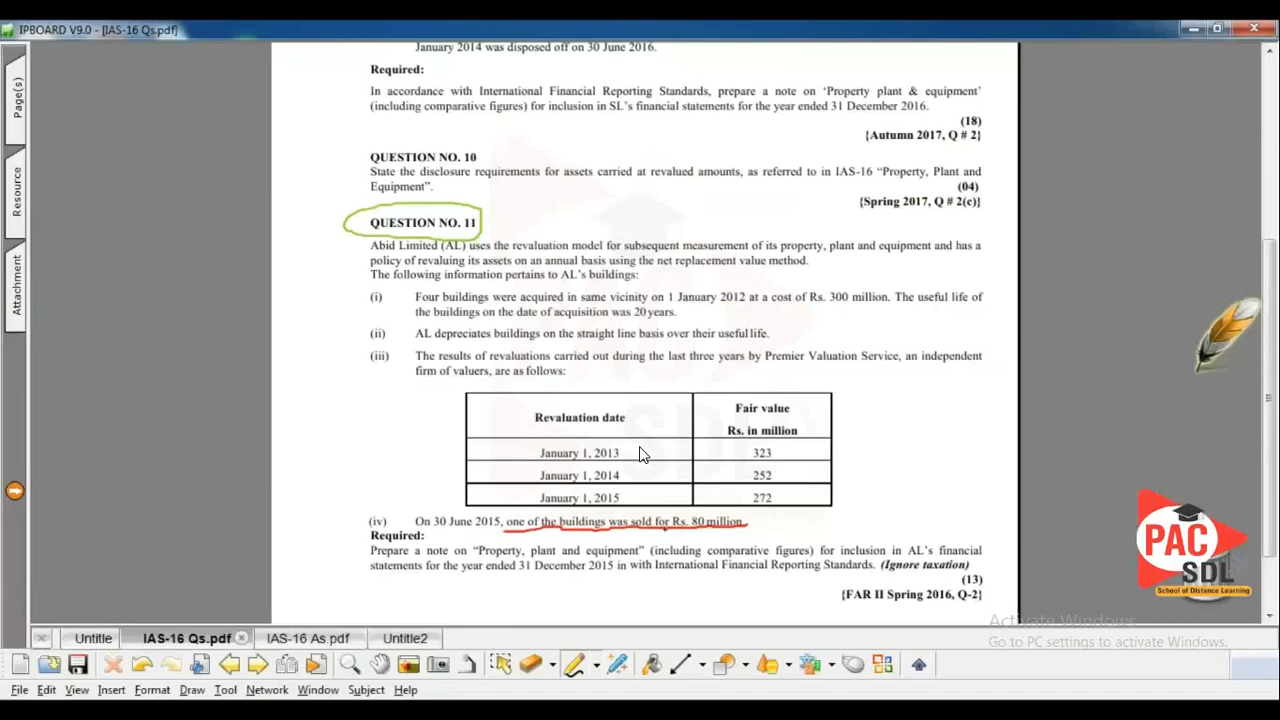 IPBOARD V9.0 - [IAS-16 Qs.pdf]
Page(s)
Resource
Attachment
January 2014 was disposed off on 30 June 2016.
Required:
In accordance with International Financial Reporting Standards, prepare a note on 'Property plant & equipment'
(including comparative figures) for inclusion in SL's financial statements for the year ended 31 December 2016.
(18)
{Autumn 2017, Q # 2}
QUESTION NO. 10
State the disclosure requirements for assets carried at revalued amounts, as referred to in IAS-16 “Property, Plant and
Equipment”. (04)
{Spring 2017, Q # 2(c)}
QUESTION NO. 11
Abid Limited (AL) uses the revaluation model for subsequent measurement of its property, plant and equipment and has a
policy of revaluing its assets on an annual basis using the net replacement value method.
The following information pertains to AL's buildings:
(i) Four buildings were acquired in same vicinity on 1 January 2012 at a cost of Rs. 300 million. The useful life of
the buildings on the date of acquisition was 20 years.
(ii) AL depreciates buildings on the straight line basis over their useful life.
(iii) The results of revaluations carried out during the last three years by Premier Valuation Service, an independent
firm of valuers, are as follows:
Revaluation date Fair value
Rs. in million
January 1, 2013 323
January 1, 2014 252
January 1, 2015 272
(iv) On 30 June 2015, one of the buildings was sold for Rs. 80 million.
Required:
Prepare a note on “Property, plant and equipment” (including comparative figures) for inclusion in AL's financial
statements for the year ended 31 December 2015 in with International Financial Reporting Standards. (Ignore taxation)
(13)
{FAR II Spring 2016, Q-2}
PAC
SDL
School of Distance Learning
Activate Windows
Go to PC settings to activate Windows.
Untitle IAS-16 Qs.pdf IAS-16 As.pdf Untitle2
File Edit View Insert Format Draw Tool Network Window Subject Help